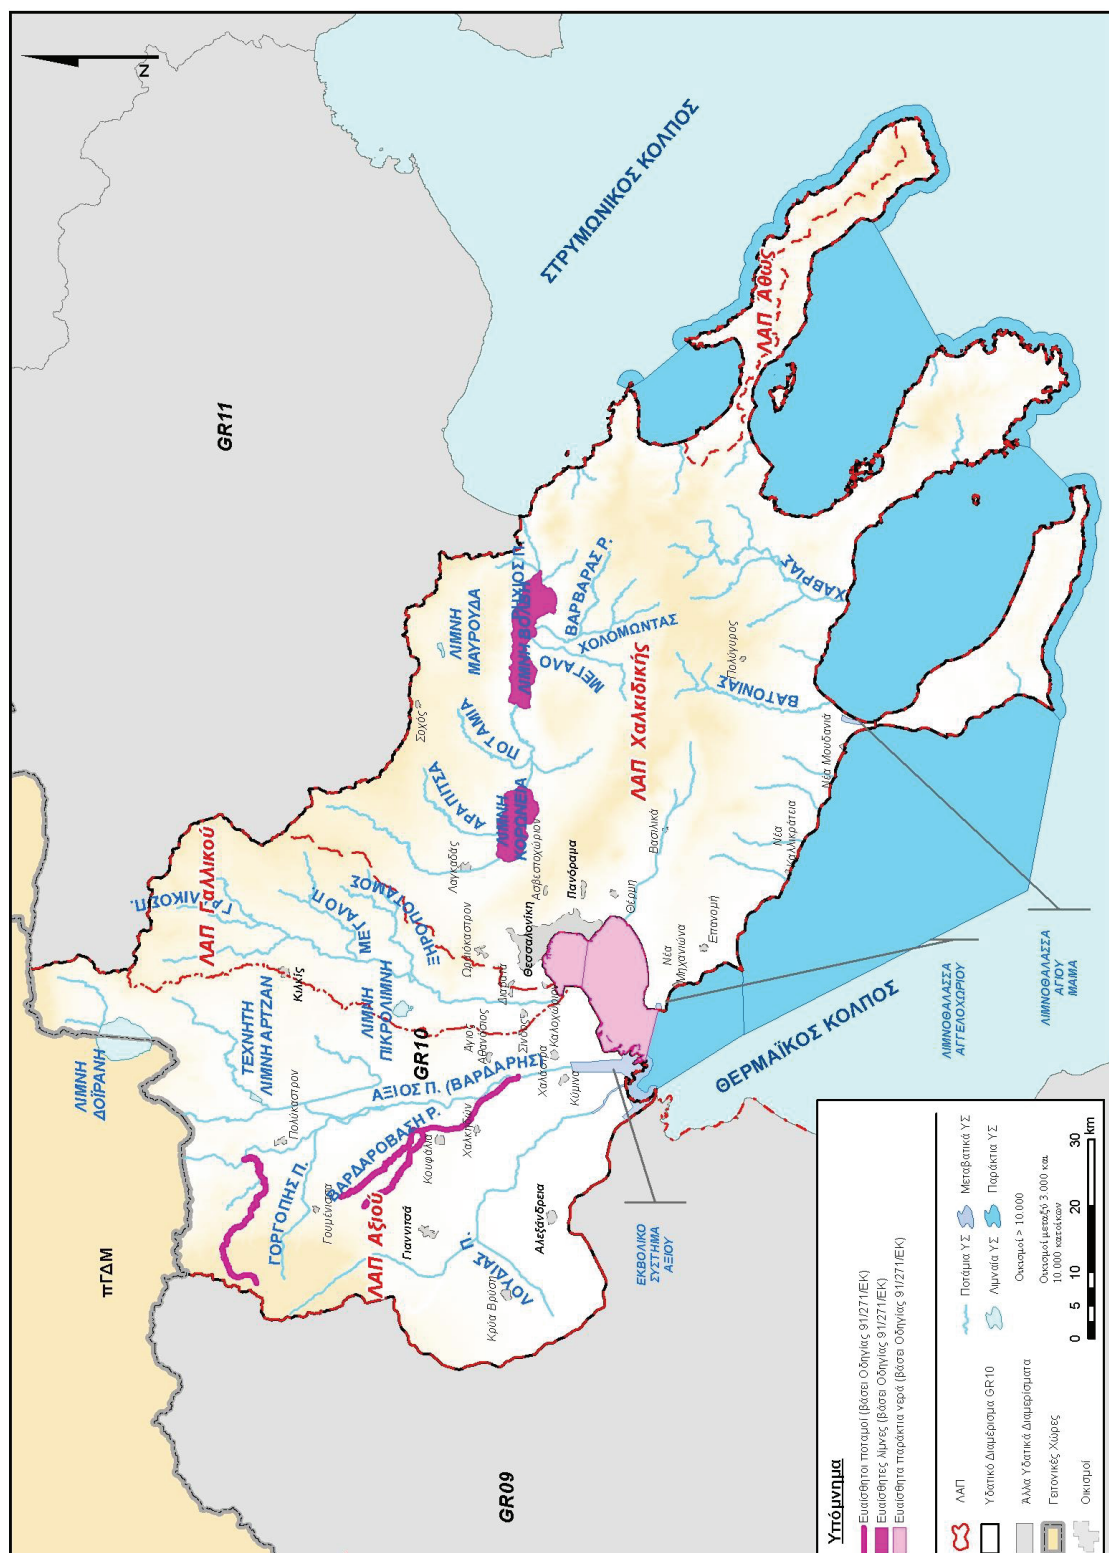 Ν
ΣΤΡΥΜΩΝΙΚΟΣ ΚΟΛΠΟΣ
GR11
πΓΔΜ
GR09
GR10
ΛΑΠ Άθως
ΛΑΠ Χαλκιδικής
ΛΑΠ Γαλλικού
ΛΑΠ Αξιού
ΘΕΡΜΑΪΚΟΣ ΚΟΛΠΟΣ
ΛΙΜΝΗ
ΔΟΪΡΑΝΗ
ΤΕΧΝΗΤΗ
ΛΙΜΝΗ ΑΡΤΖΑΝ
ΛΙΜΝΗ
ΠΙΚΡΟΛΙΜΝΗ
ΛΙΜΝΗ
ΜΑΥΡΟΥΔΑ
ΛΙΜΝΗ
ΚΟΡΩΝΕΙΑ
ΛΙΜΝΗ ΒΟΛΒΗ
ΒΑΡΒΑΡΑΣ Ρ.
ΧΟΛΟΜΩΝΤΑΣ
ΜΕΓΑΛΟ
ΠΟΤΑΜΙΑ
ΑΡΑΠΙΤΣΑ
ΧΑΒΡΙΑΣ
ΒΑΤΟΝΙΑΣ
ΜΕΓΑΛΟ Π.
ΞΗΡΟΠΟΤΑΜΟΣ
ΑΞΙΟΣ Π. (ΒΑΡΔΑΡΗΣ)
ΒΑΡΔΑΡΟΒΑΣΗ Ρ.
ΓΟΡΓΟΠΗΣ Π.
ΛΟΥΔΙΑΣ Π.
Σοχός
Λαγκαδάς
Ασβεστοχώριον
Πανόραμα
Θέρμη
Βασιλικά
Πολύγυρος
Νέα Μουδανιά
Νέα
Καλλικράτεια
Επανομή
Νέα
Μηχανιώνα
Θεσσαλονίκη
Ωραιόκαστρον
Διαβατά
Καλοχώριον
Σίνδος
Άγιος
Αθανάσιος
Χαλάστρα
Κύμινα
Κιλκίς
Πολύκαστρον
Γουμένισσα
Κουφάλια
Χαλκηδών
Γιαννιτσά
Αλεξάνδρεια
Κρύα Βρύση
ΛΙΜΝΟΘΑΛΑΣΣΑ
ΑΓΙΟΥ
ΜΑΜΑ
ΛΙΜΝΟΘΑΛΑΣΣΑ
ΑΓΓΕΛΟΧΩΡΙΟΥ
ΕΚΒΟΛΙΚΟ
ΣΥΣΤΗΜΑ
ΑΞΙΟΥ
Υπόμνημα
Ευαίσθητοι ποταμοί (βάσει Οδηγίας 91/271/ΕΚ)
Ευαίσθητες λίμνες (βάσει Οδηγίας 91/271/ΕΚ)
Ευαίσθητα παράκτια νερά (βάσει Οδηγίας 91/271/ΕΚ)
ΛΑΠ
Υδατικό Διαμέρισμα GR10
Άλλα Υδατικά Διαμερίσματα
Γειτονικές Χώρες
Οικισμοί
Ποτάμια ΥΣ
Μεταβατικά ΥΣ
Λιμναία ΥΣ
Παράκτια ΥΣ
Οικισμοί > 10.000
Οικισμοί μεταξύ 3.000 και
10.000 κατοίκων
0 5 10 20 30
km